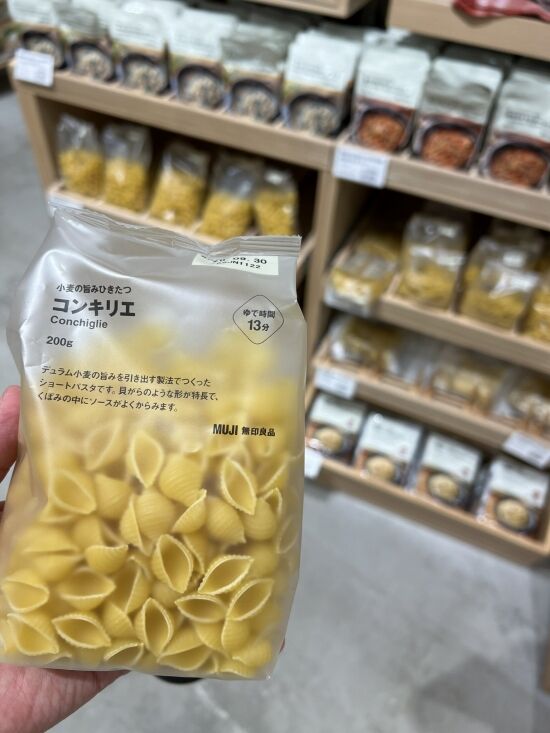 09.30
小麦の旨みひきたつ
コンキリエ
Conchiglie
200g
ゆで時間
13分
デュラム小麦の旨みを引き出す製法でつくった
ショートパスタです。貝がらのような形が特長で、
くぼみの中にソースがよくからみます。
MUJI 無印良品